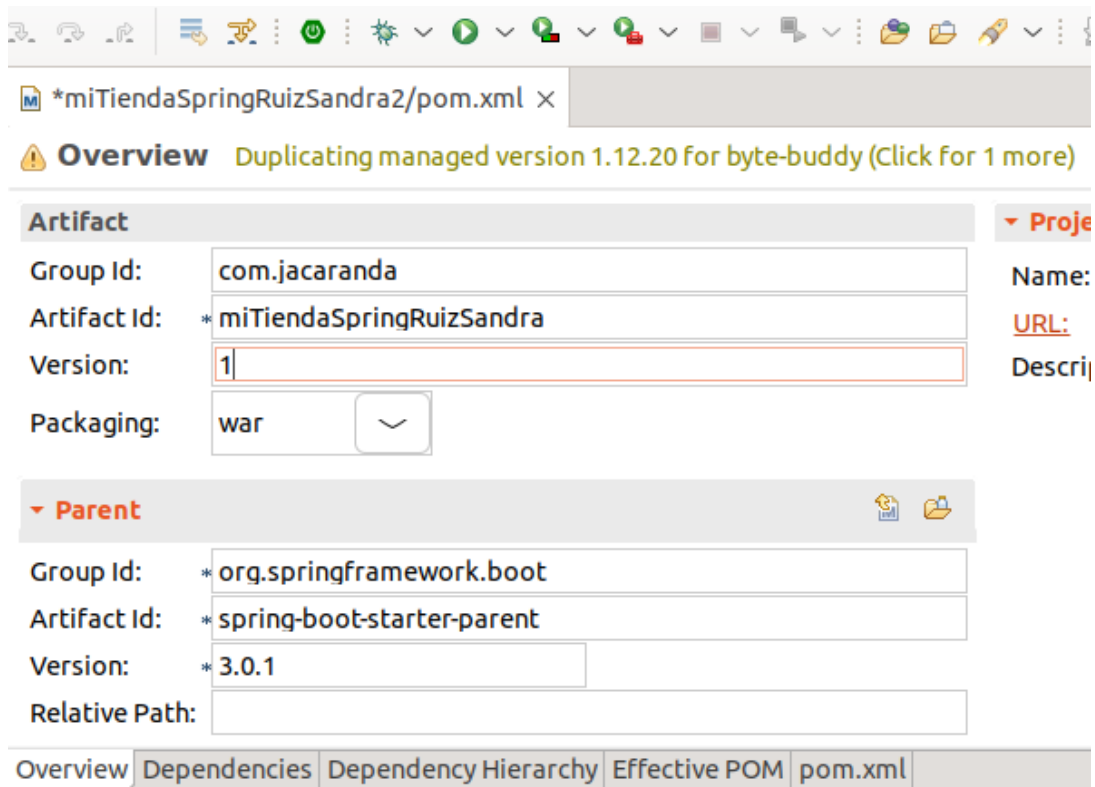 *miTiendaSpringRuizSandra2/pom.xml
Overview Duplicating managed version 1.12.20 for byte-buddy (Click for 1 more)
Artifact
Group Id: com.jacaranda
Artifact Id: * miTiendaSpringRuizSandra
Version: 1
Packaging: war
Parent
Group Id: * org.springframework.boot
Artifact Id: * spring-boot-starter-parent
Version: * 3.0.1
Relative Path:
Proje
Name:
URL:
Descri
Overview Dependencies Dependency Hierarchy Effective POM pom.xml